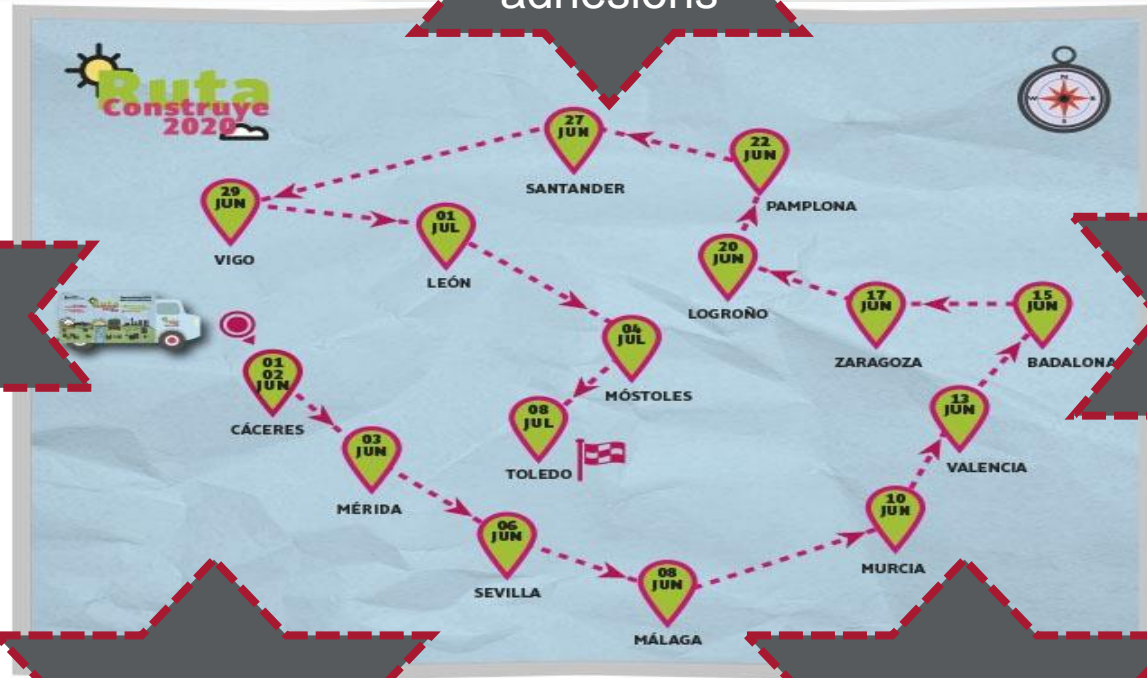 adhesions
Ruta
Construye
2020
N
W
E
S
27
JUN
SANTANDER
22
JUN
PAMPLONA
29
JUN
VIGO
01
JUL
LEÓN
20
JUN
LOGROÑO
17
JUN
ZARAGOZA
15
JUN
BADALONA
04
JUL
MÓSTOLES
01
02
JUN
CÁCERES
08
JUL
TOLEDO
13
JUN
VALENCIA
03
JUN
MÉRIDA
10
JUN
MURCIA
06
JUN
SEVILLA
08
JUN
MÁLAGA